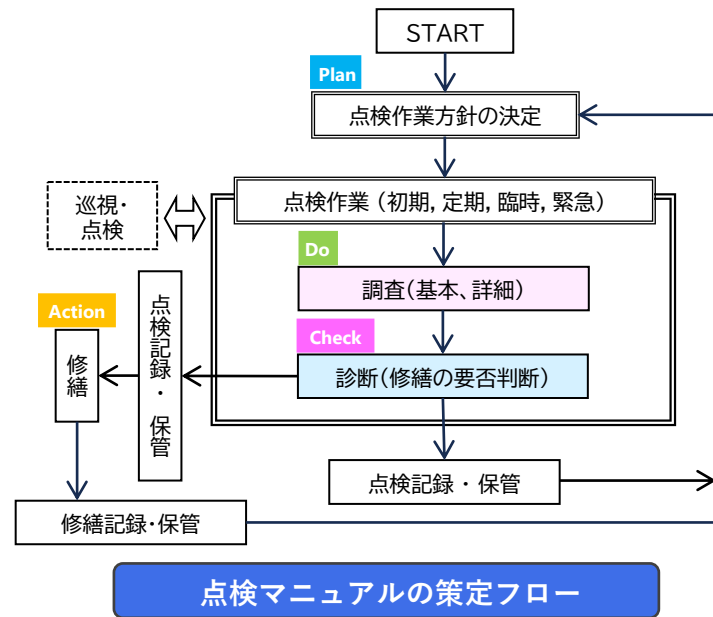 START
Plan
点検作業方針の決定
巡視・
点検
点検作業（初期，定期，臨時，緊急）
Do
調査（基本、詳細）
Action
点検記録・保管
Check
修繕
診断（修繕の要否判断）
点検記録・保管
修繕記録・保管
点検マニュアルの策定フロー